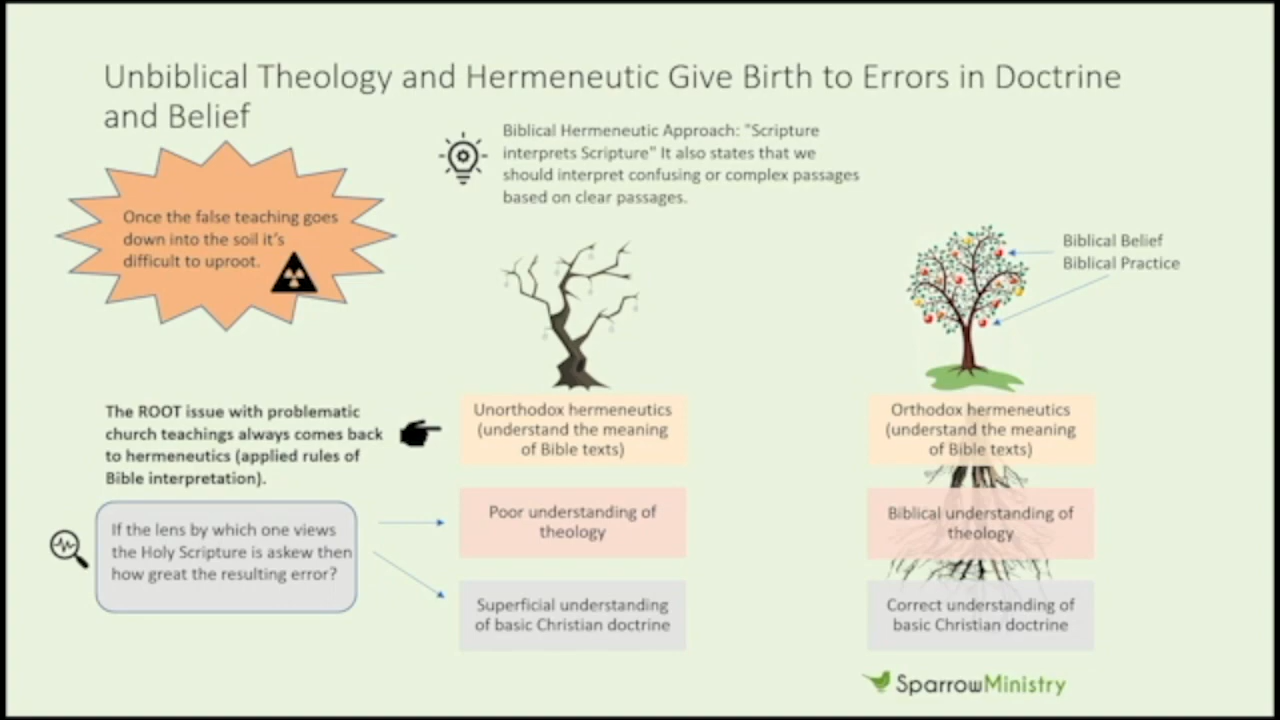 Unbiblical Theology and Hermeneutic Give Birth to Errors in Doctrine
and Belief
Biblical Hermeneutic Approach: "Scripture
interprets Scripture" It also states that we
should interpret confusing or complex passages
based on clear passages.
Once the false teaching goes
down into the soil it's
difficult to uproot.
Biblical Belief
Biblical Practice
The ROOT issue with problematic
church teachings always comes back
to hermeneutics (applied rules of
Bible interpretation).
If the lens by which one views
the Holy Scripture is askew then
how great the resulting error?
Unorthodox hermeneutics
(understand the meaning
of Bible texts)
Poor understanding of
theology
Superficial understanding
of basic Christian doctrine
Orthodox hermeneutics
(understand the meaning
of Bible texts)
Biblical understanding of
theology
Correct understanding of
basic Christian doctrine
SparrowMinistry